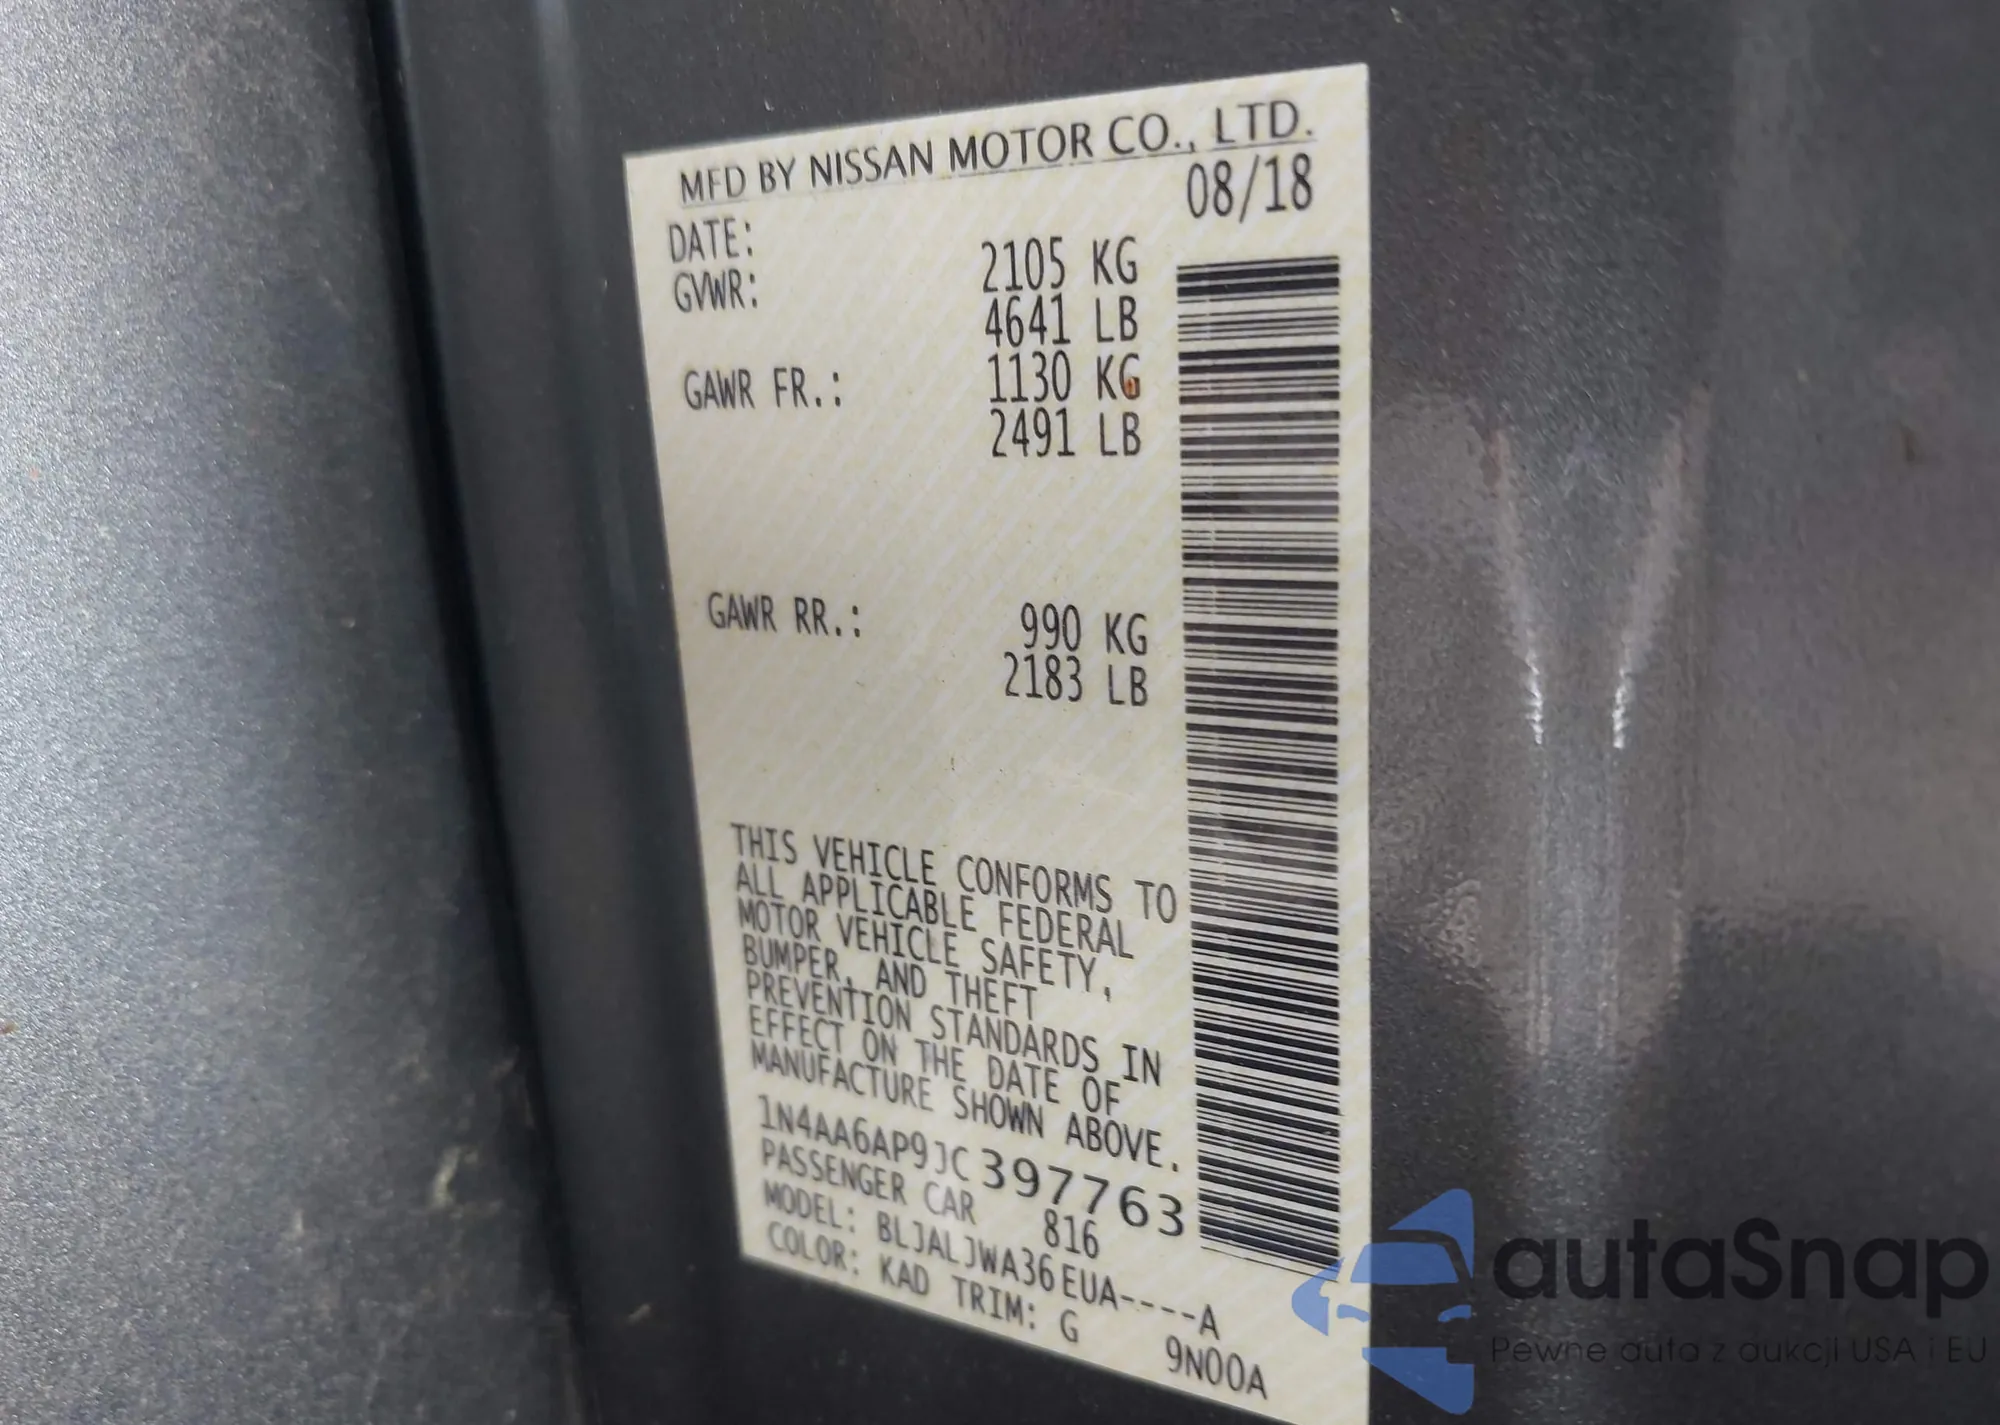 MFD BY NISSAN MOTOR CO., LTD.
DATE: 08/18
GVWR: 2105 KG
4641 LB
GAWR FR.: 1130 KG
2491 LB
GAWR RR.: 990 KG
2183 LB
THIS VEHICLE CONFORMS TO
ALL APPLICABLE FEDERAL
MOTOR VEHICLE SAFETY,
BUMPER, AND THEFT
PREVENTION STANDARDS IN
EFFECT ON THE DATE OF
MANUFACTURE SHOWN ABOVE.
1N4AA6AP9JC397763
PASSENGER CAR 816
MODEL: BLJALJWA36EUA----A
COLOR: KAD TRIM: G 9N00A
autaSnap
Pewne auta z aukcji USA i EU